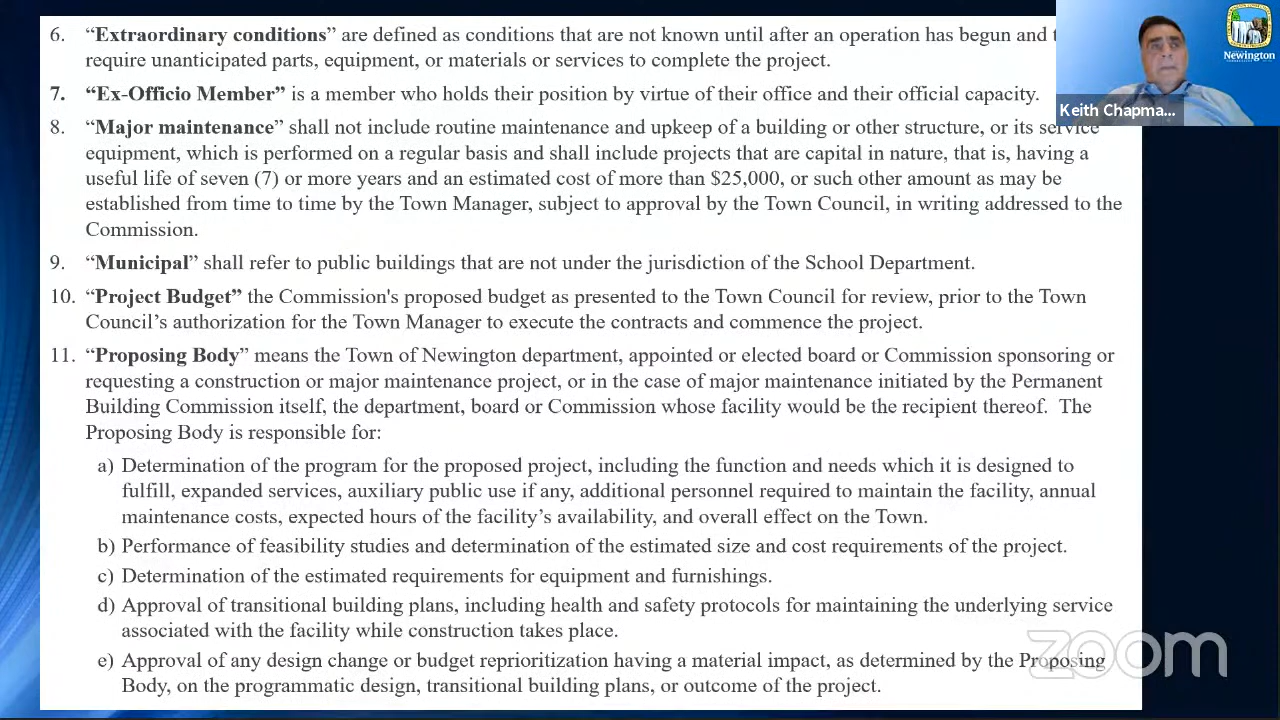 6. “Extraordinary conditions” are defined as conditions that are not known until after an operation has begun and
require unanticipated parts, equipment, or materials or services to complete the project.
7. “Ex-Officio Member” is a member who holds their position by virtue of their office and their official capacity.
8. “Major maintenance” shall not include routine maintenance and upkeep of a building or other structure, or its service
equipment, which is performed on a regular basis and shall include projects that are capital in nature, that is, having a
useful life of seven (7) or more years and an estimated cost of more than $25,000, or such other amount as may be
established from time to time by the Town Manager, subject to approval by the Town Council, in writing addressed to the
Commission.
9. “Municipal” shall refer to public buildings that are not under the jurisdiction of the School Department.
10. “Project Budget” the Commission's proposed budget as presented to the Town Council for review, prior to the Town
Council’s authorization for the Town Manager to execute the contracts and commence the project.
11. “Proposing Body” means the Town of Newington department, appointed or elected board or Commission sponsoring or
requesting a construction or major maintenance project, or in the case of major maintenance initiated by the Permanent
Building Commission itself, the department, board or Commission whose facility would be the recipient thereof. The
Proposing Body is responsible for:
a) Determination of the program for the proposed project, including the function and needs which it is designed to
fulfill, expanded services, auxiliary public use if any, additional personnel required to maintain the facility, annual
maintenance costs, expected hours of the facility’s availability, and overall effect on the Town.
b) Performance of feasibility studies and determination of the estimated size and cost requirements of the project.
c) Determination of the estimated requirements for equipment and furnishings.
d) Approval of transitional building plans, including health and safety protocols for maintaining the underlying service
associated with the facility while construction takes place.
e) Approval of any design change or budget reprioritization having a material impact, as determined by the Proposing
Body, on the programmatic design, transitional building plans, or outcome of the project.
Newington
Keith Chapma...
zoom